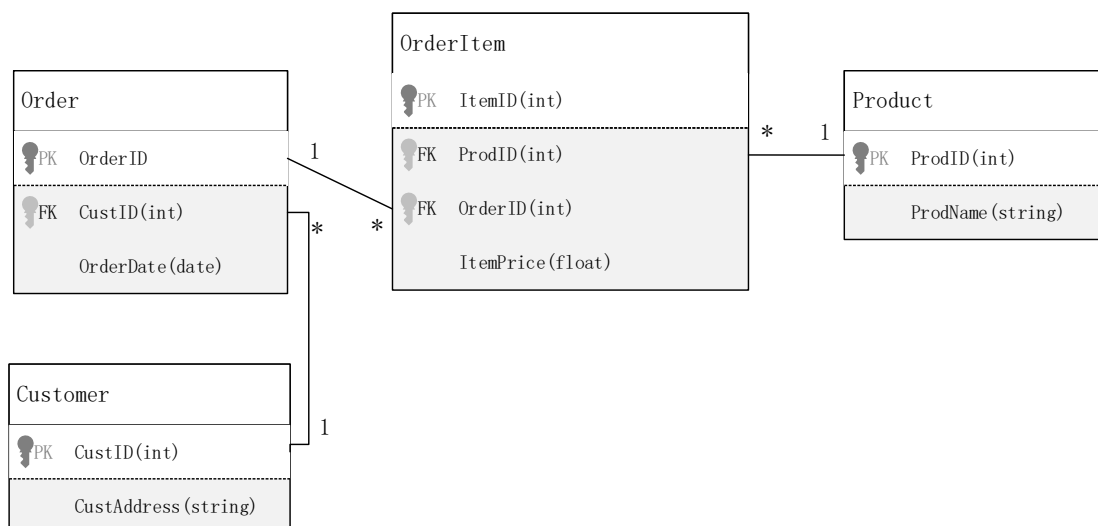 Order
PK OrderID
FK CustID(int)
OrderDate(date)
1
*
*
OrderItem
PK ItemID(int)
FK ProdID(int)
FK OrderID(int)
ItemPrice(float)
*
1
Product
PK ProdID(int)
ProdName(string)
Customer
PK CustID(int)
CustAddress(string)
1